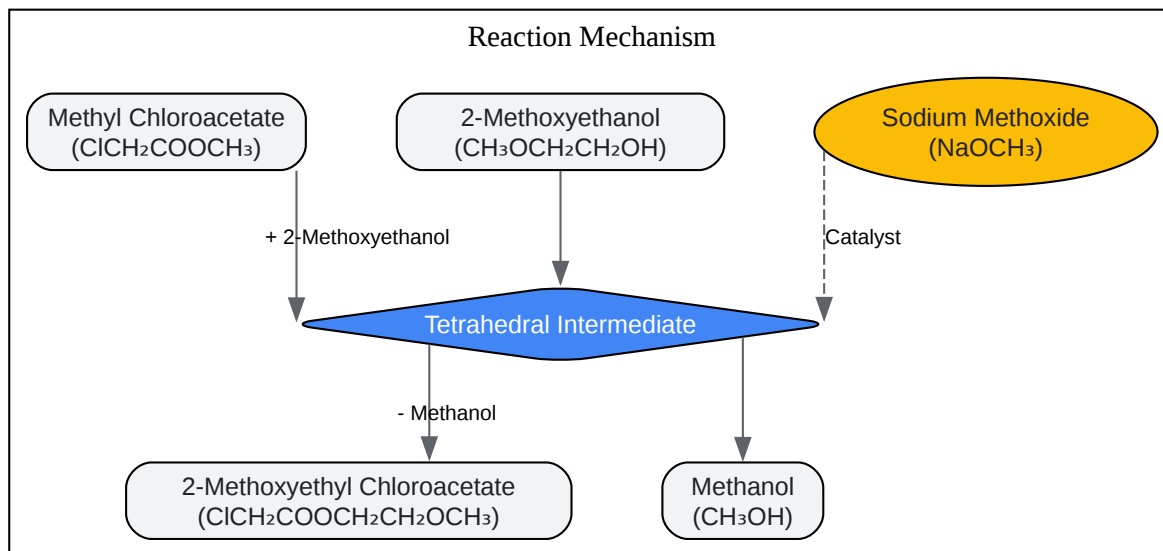 Reaction Mechanism
Methyl Chloroacetate
(ClCH₂COOCH₃)
2-Methoxyethanol
(CH₃OCH₂CH₂OH)
Sodium Methoxide
(NaOCH₃)
+ 2-Methoxyethanol
Catalyst
Tetrahedral Intermediate
- Methanol
2-Methoxyethyl Chloroacetate
(ClCH₂COOCH₂CH₂OCH₃)
Methanol
(CH₃OH)